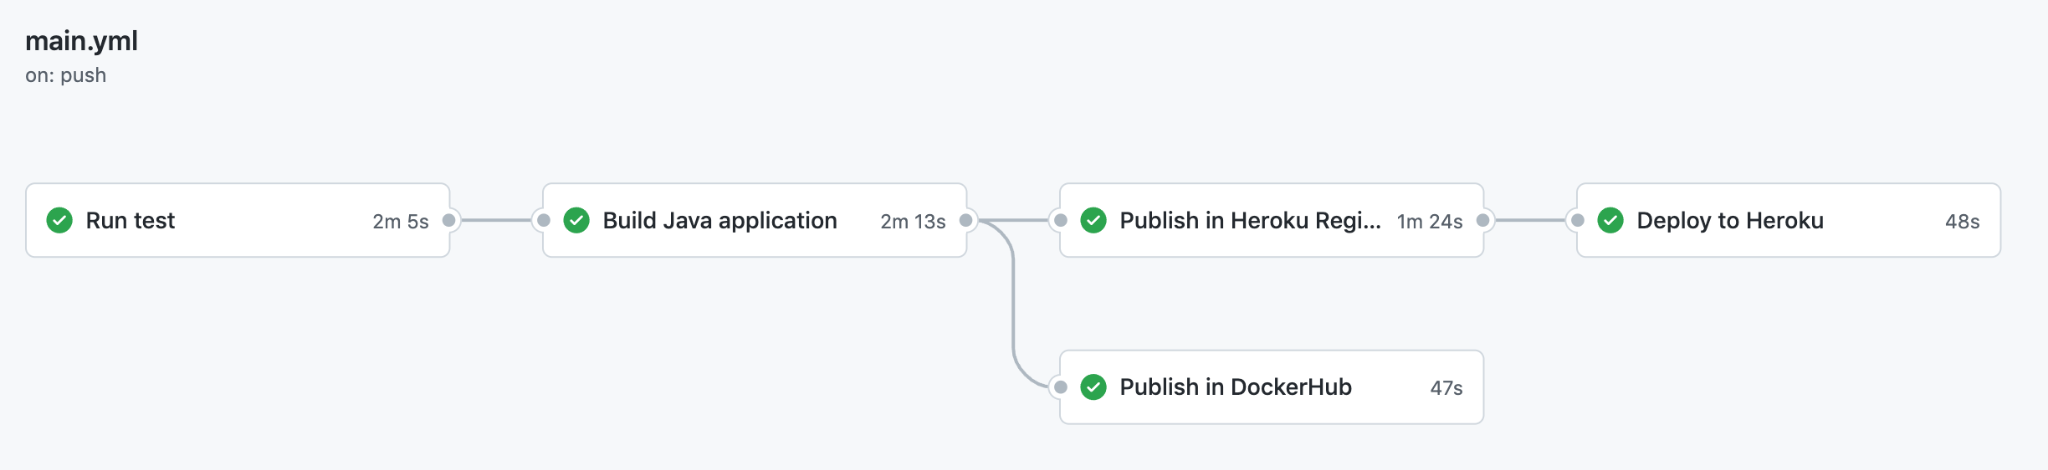 main.yml
on: push
Run test 2m 5s
Build Java application 2m 13s
Publish in Heroku Regi... 1m 24s
Deploy to Heroku 48s
Publish in DockerHub 47s